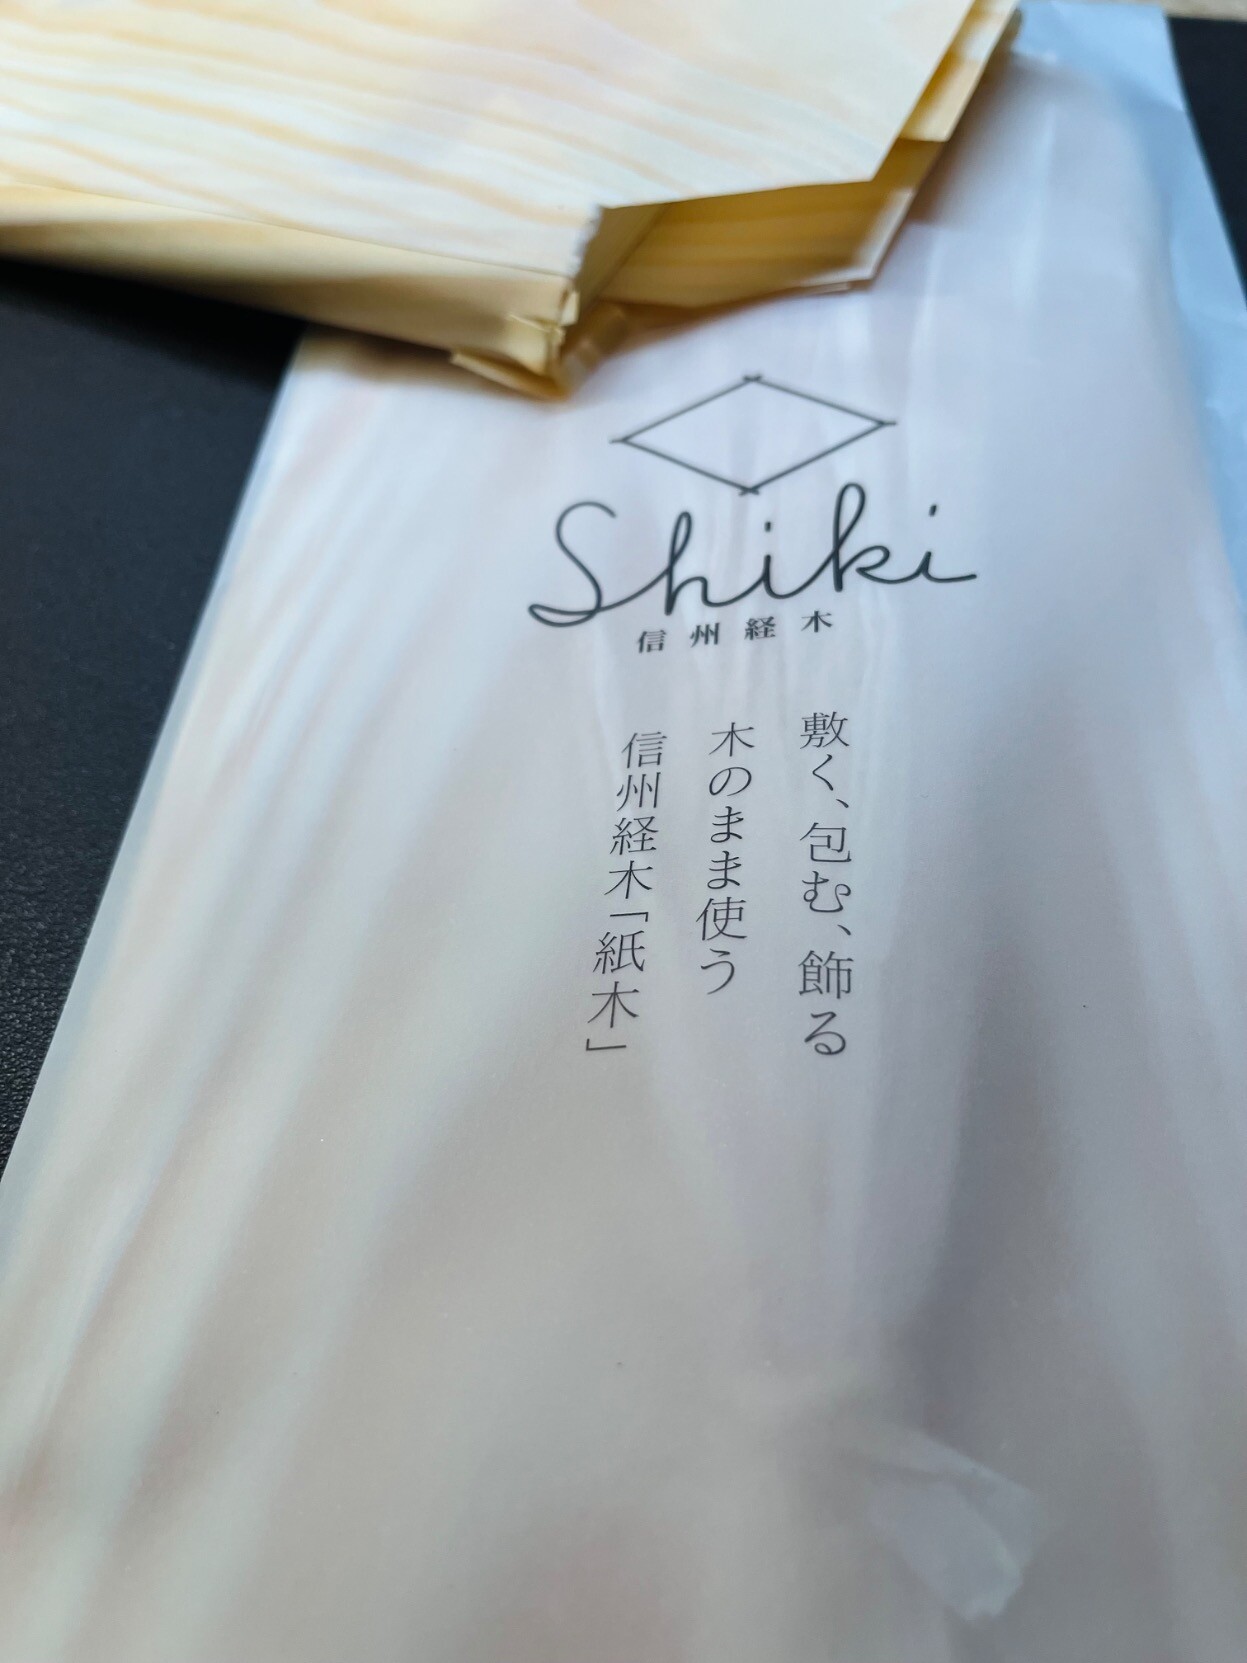 Shiki
信州経木
敷く、包む、飾る
木のまま使う
信州経木「紙木」